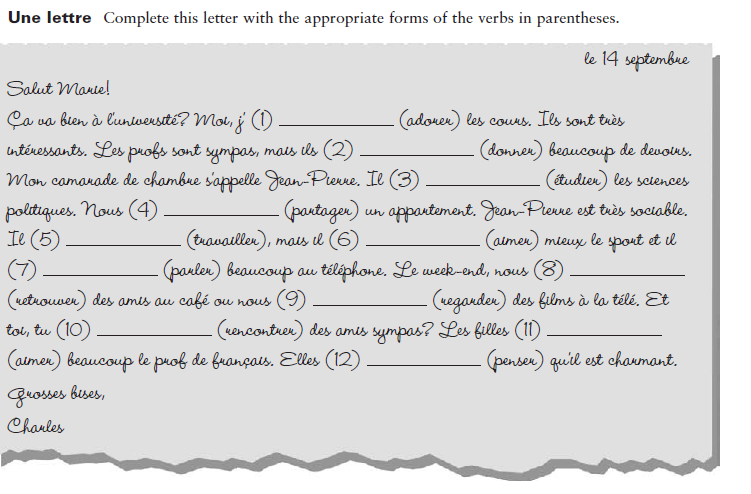 Une lettre Complete this letter with the appropriate forms of the verbs in parentheses.
le 14 septembre
Salut Marie!
Ça va bien à l'université? Moi, j' (1) ____________ (adorer) les cours. Ils sont très
intéressants. Les profs sont sympas, mais ils (2) ____________ (donner) beaucoup de devoirs.
Mon camarade de chambre s'appelle Jean-Pierre. Il (3) ____________ (étudier) les sciences
politiques. Nous (4) ____________ (partager) un appartement. Jean-Pierre est très sociable.
Il (5) ____________ (travailler), mais il (6) ____________ (aimer) mieux le sport et il
(7) ____________ (parler) beaucoup au téléphone. Le week-end, nous (8) ____________
(retrouver) des amis au café ou nous (9) ____________ (regarder) des films à la télé. Et
toi, tu (10) ____________ (rencontrer) des amis sympas? Les filles (11) ____________
(aimer) beaucoup le prof de français. Elles (12) ____________ (penser) qu'il est charmant.
Grosses bises,
Charles